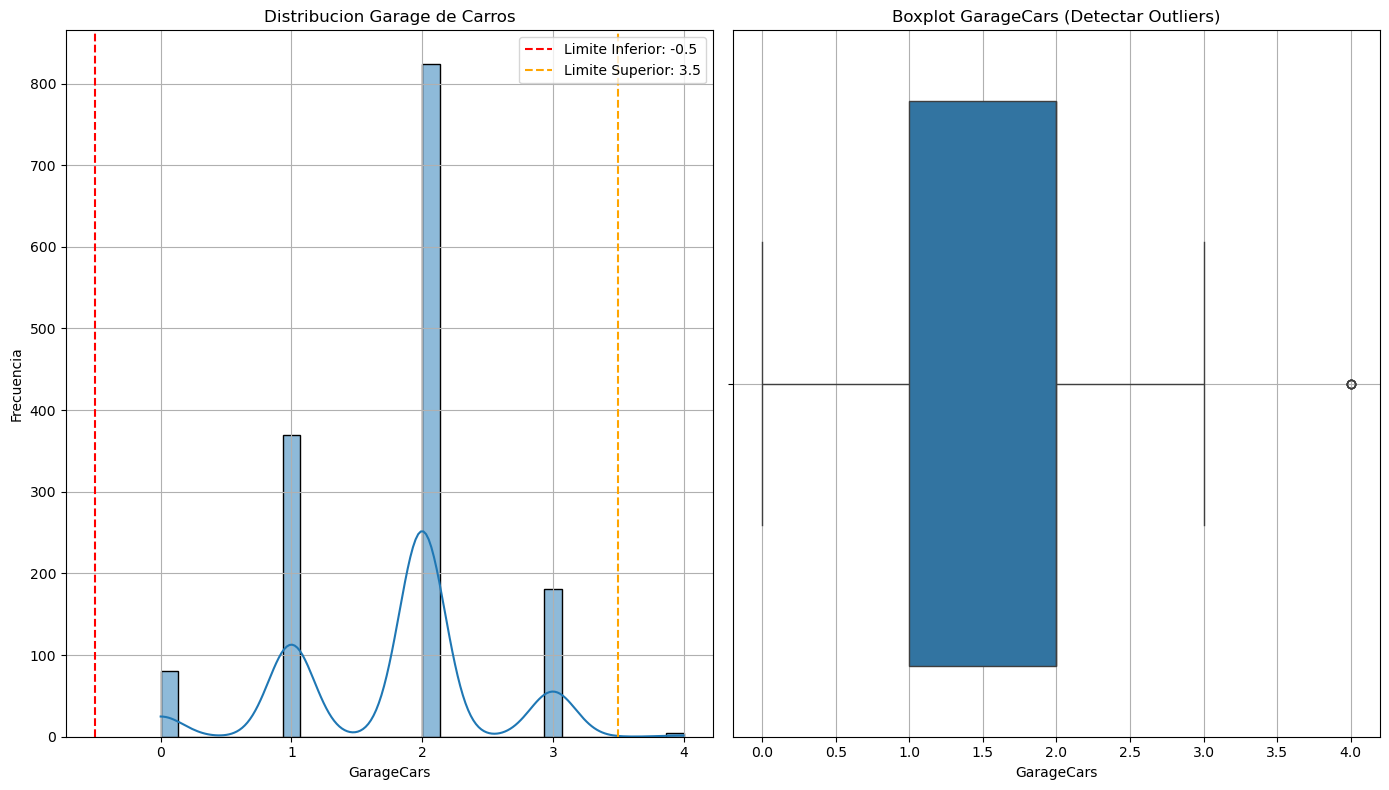 Distribucion Garage de Carros
Limite Inferior: -0.5
Limite Superior: 3.5
Frecuencia
800
700
600
500
400
300
200
100
0
0 1 2 3 4
GarageCars
Boxplot GarageCars (Detectar Outliers)
0.0 0.5 1.0 1.5 2.0 2.5 3.0 3.5 4.0
GarageCars